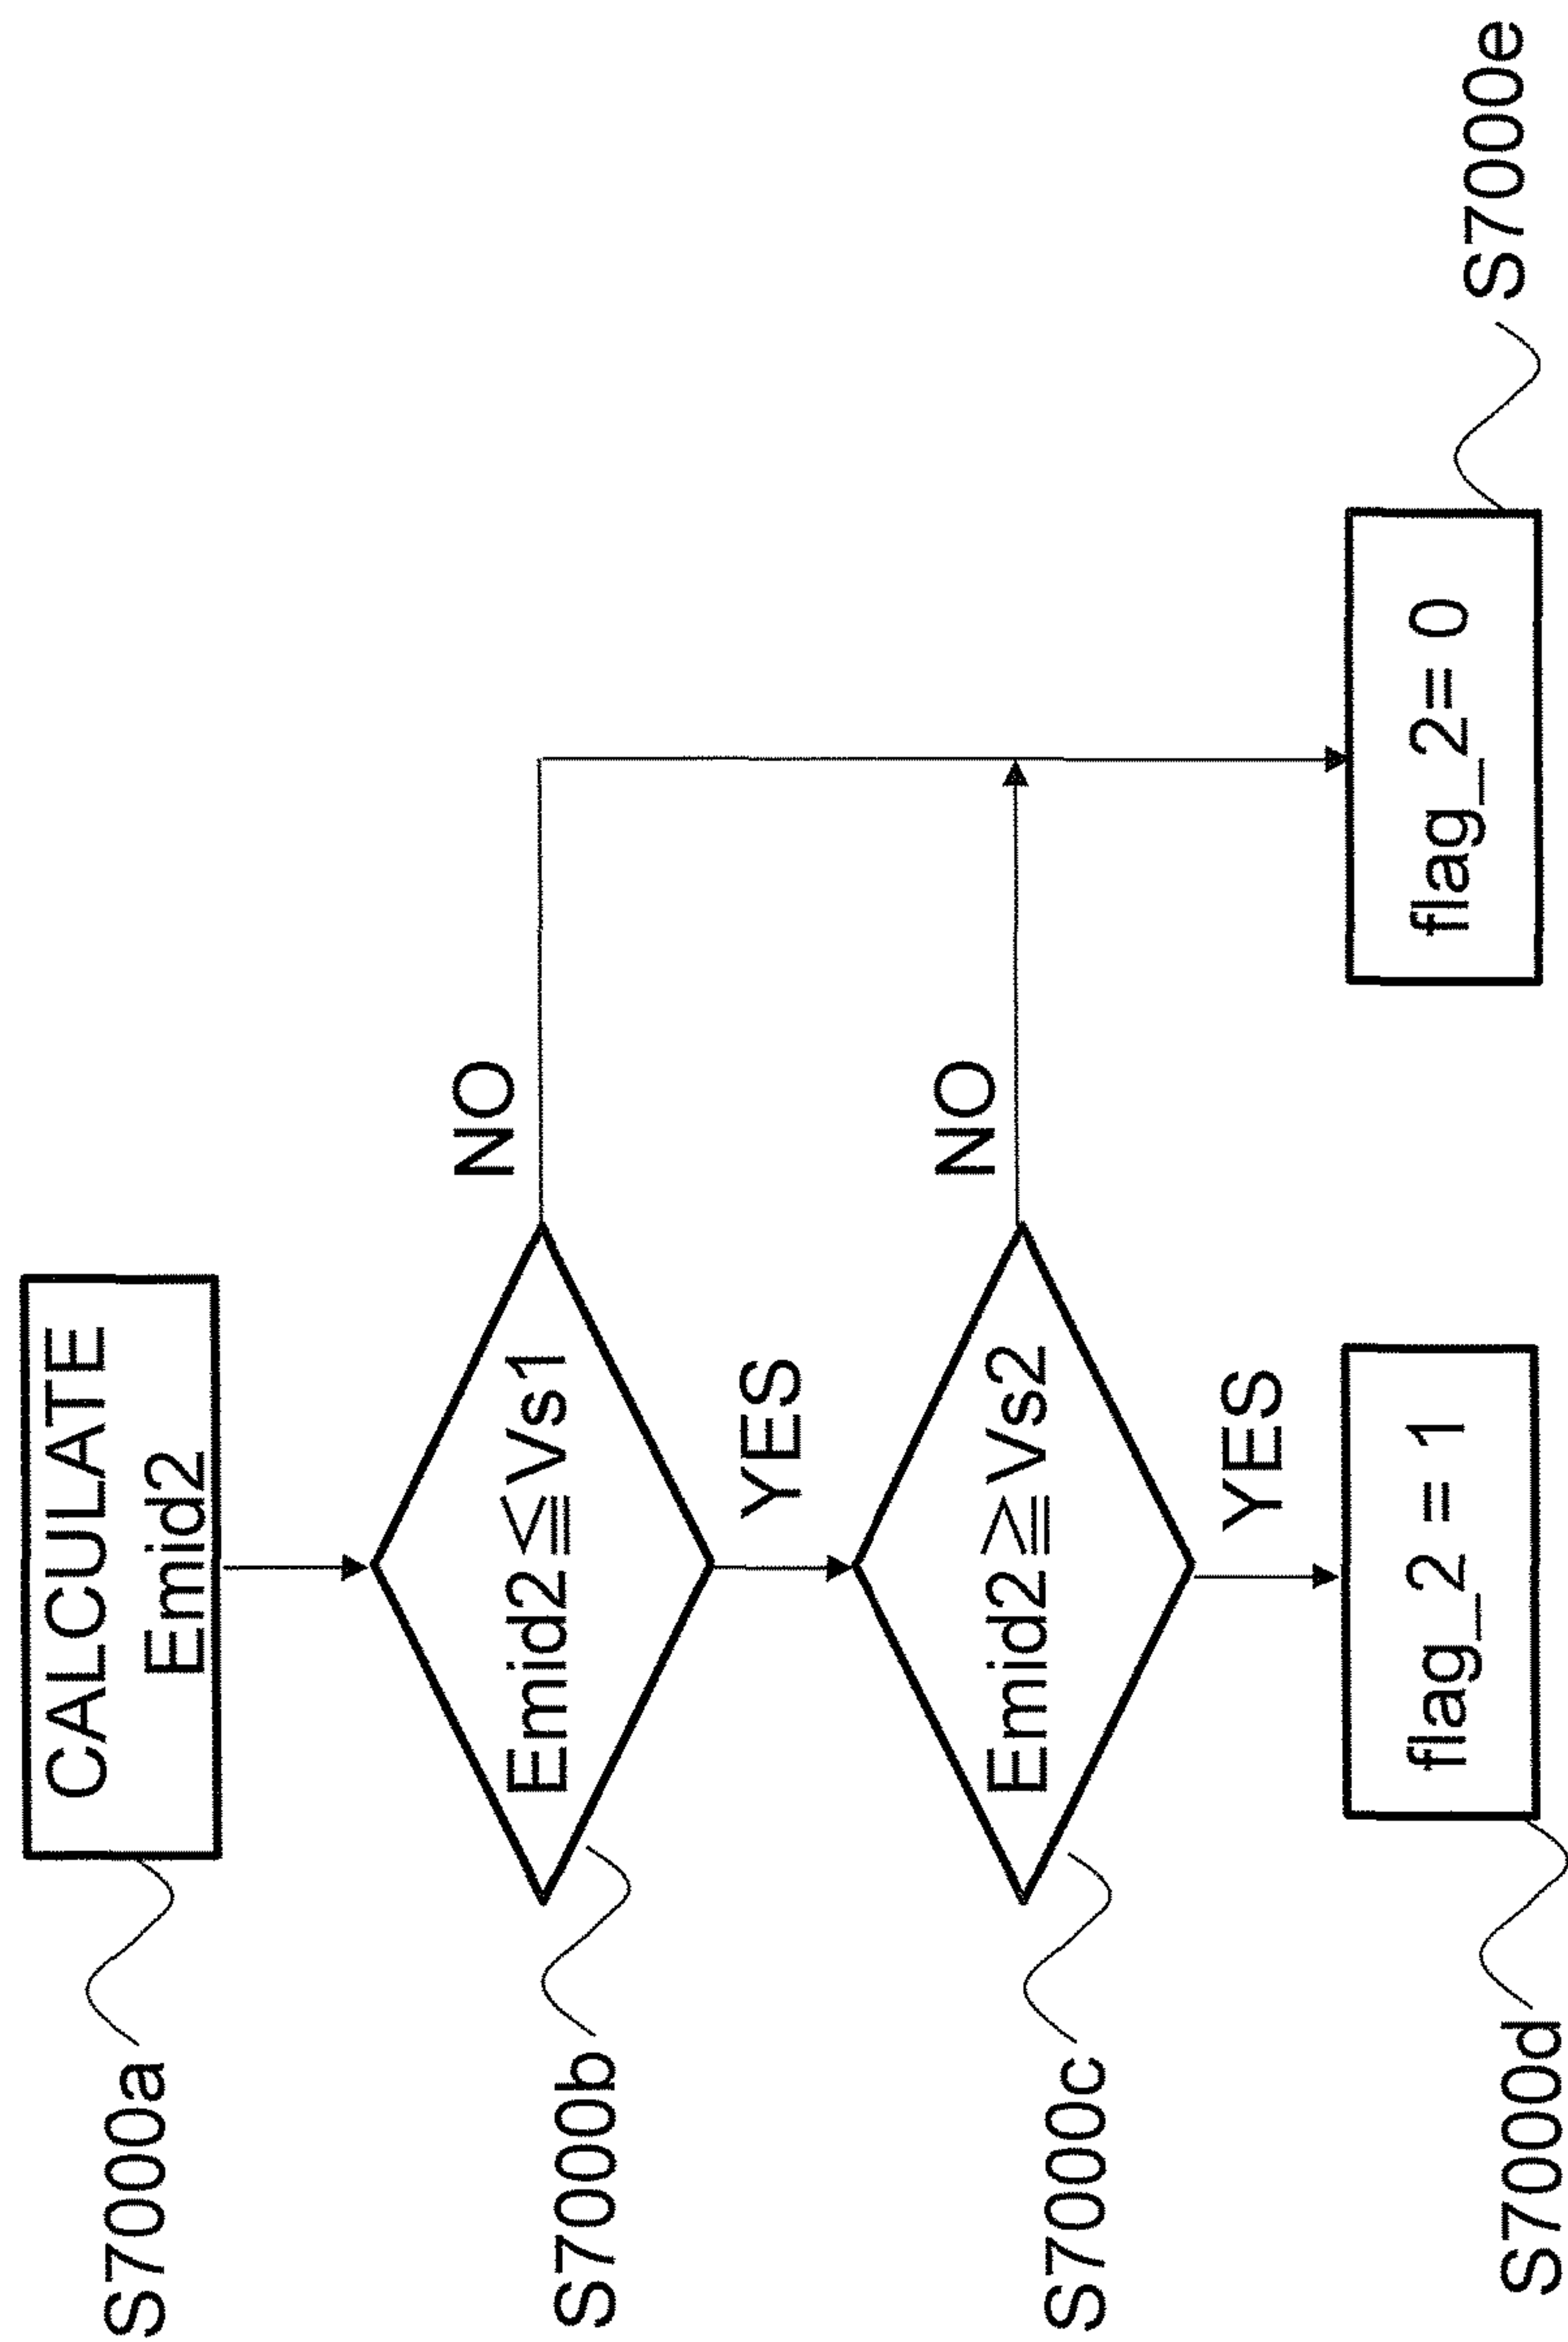 S7000a
CALCULATE
Emid2
S7000b
Emid2≦Vs1
NO
YES
S7000c
Emid2≧Vs2
NO
YES
S7000d
flag_2 = 1
flag_2= 0
S7000e